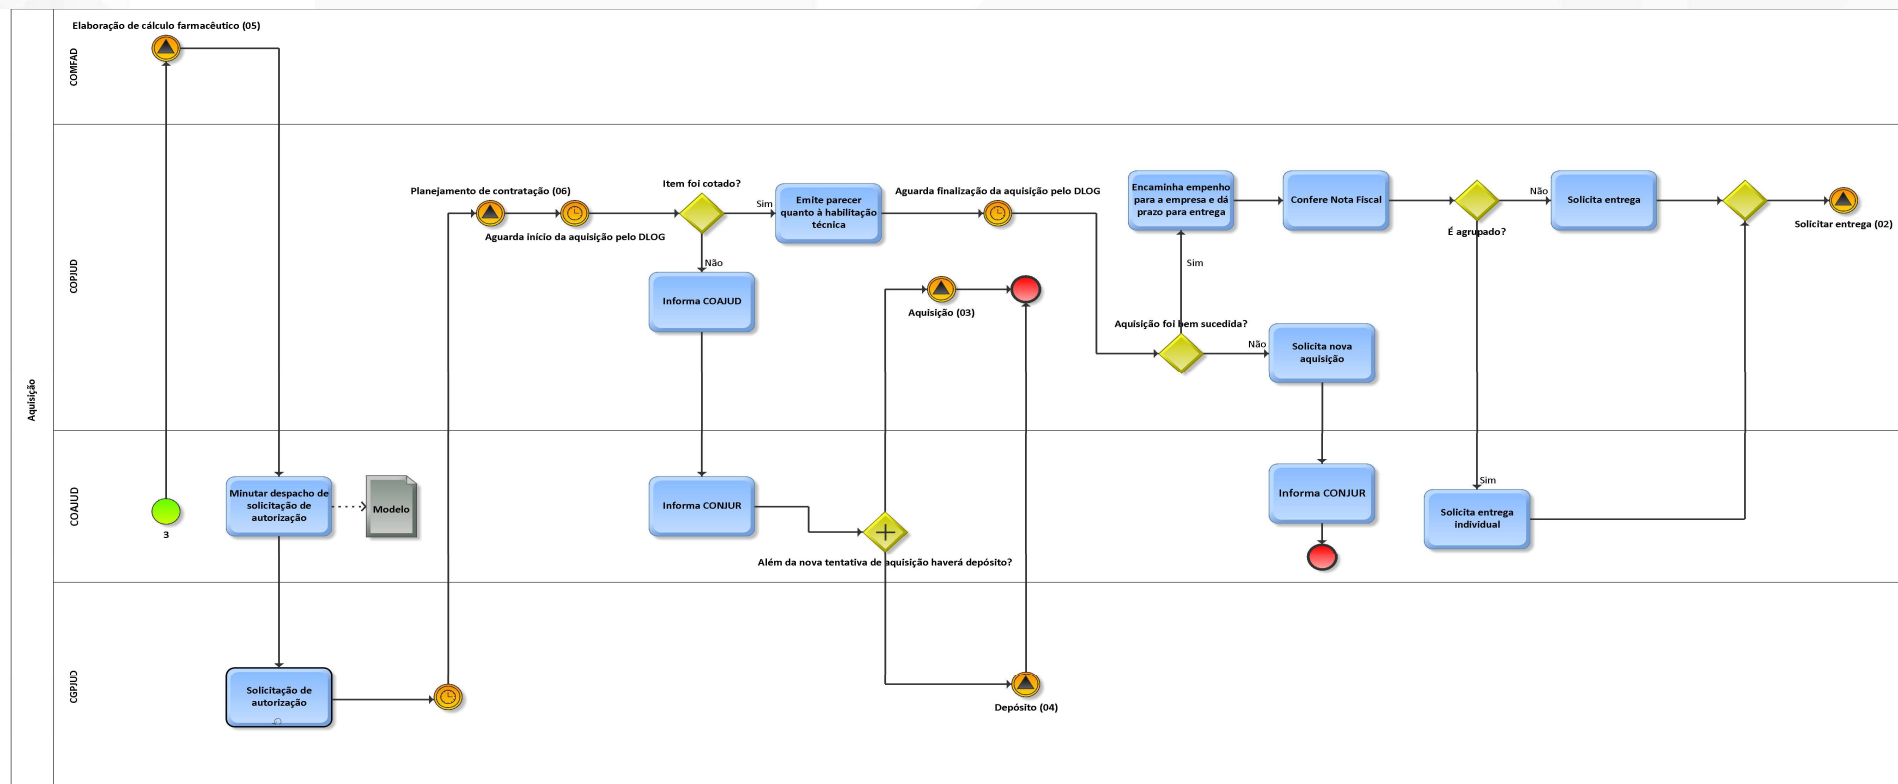 Aquisição
COMFAD
Elaboração de cálculo farmacêutico (05)
COPJUD
Planejamento de contratação (06)
Aguarda início da aquisição pelo DLOG
Item foi cotado?
Sim
Não
Emite parecer
quanto à habilitação
técnica
Aguarda finalização da aquisição pelo DLOG
Informa COAJUD
Aquisição (03)
Aquisição foi bem sucedida?
Sim
Não
Encaminha empenho
para a empresa e dá
prazo para entrega
Confere Nota Fiscal
É agrupado?
Não
Solicita entrega
Solicitar entrega (02)
Solicita nova
aquisição
COAJUD
3
Minutar despacho de
solicitação de
autorização
Modelo
Informa CONJUR
Além da nova tentativa de aquisição haverá depósito?
Informa CONJUR
Sim
Solicita entrega
individual
CGPJUD
Solicitação de
autorização
Depósito (04)